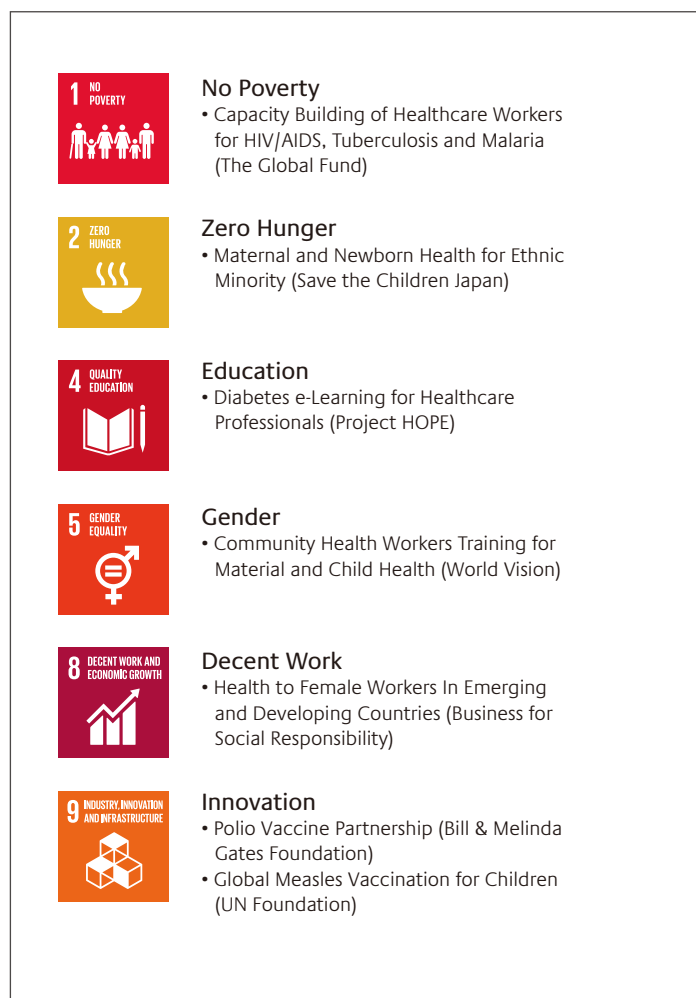 1 NO
POVERTY
No Poverty
• Capacity Building of Healthcare Workers
for HIV/AIDS, Tuberculosis and Malaria
(The Global Fund)
2 ZERO
HUNGER
Zero Hunger
• Maternal and Newborn Health for Ethnic
Minority (Save the Children Japan)
4 QUALITY
EDUCATION
Education
• Diabetes e-Learning for Healthcare
Professionals (Project HOPE)
5 GENDER
EQUALITY
Gender
• Community Health Workers Training for
Material and Child Health (World Vision)
8 DECENT WORK AND
ECONOMIC GROWTH
Decent Work
• Health to Female Workers In Emerging
and Developing Countries (Business for
Social Responsibility)
9 INDUSTRY, INNOVATION
AND INFRASTRUCTURE
Innovation
• Polio Vaccine Partnership (Bill & Melinda
Gates Foundation)
• Global Measles Vaccination for Children
(UN Foundation)